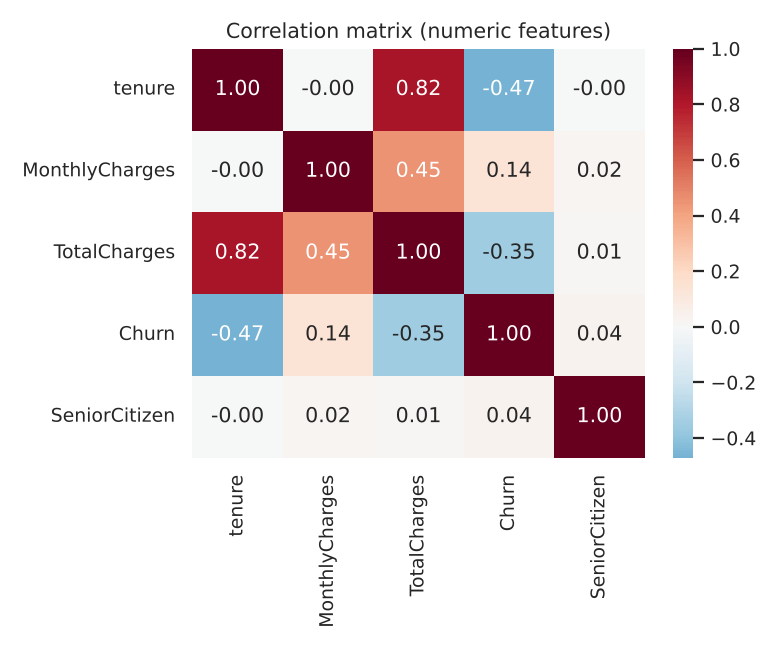 Correlation matrix (numeric features)
tenure 1.00 -0.00 0.82 -0.47 -0.00
MonthlyCharges -0.00 1.00 0.45 0.14 0.02
TotalCharges 0.82 0.45 1.00 -0.35 0.01
Churn -0.47 0.14 -0.35 1.00 0.04
SeniorCitizen -0.00 0.02 0.01 0.04 1.00
tenure
MonthlyCharges
TotalCharges
Churn
SeniorCitizen
1.0
0.8
0.6
0.4
0.2
0.0
−0.2
−0.4